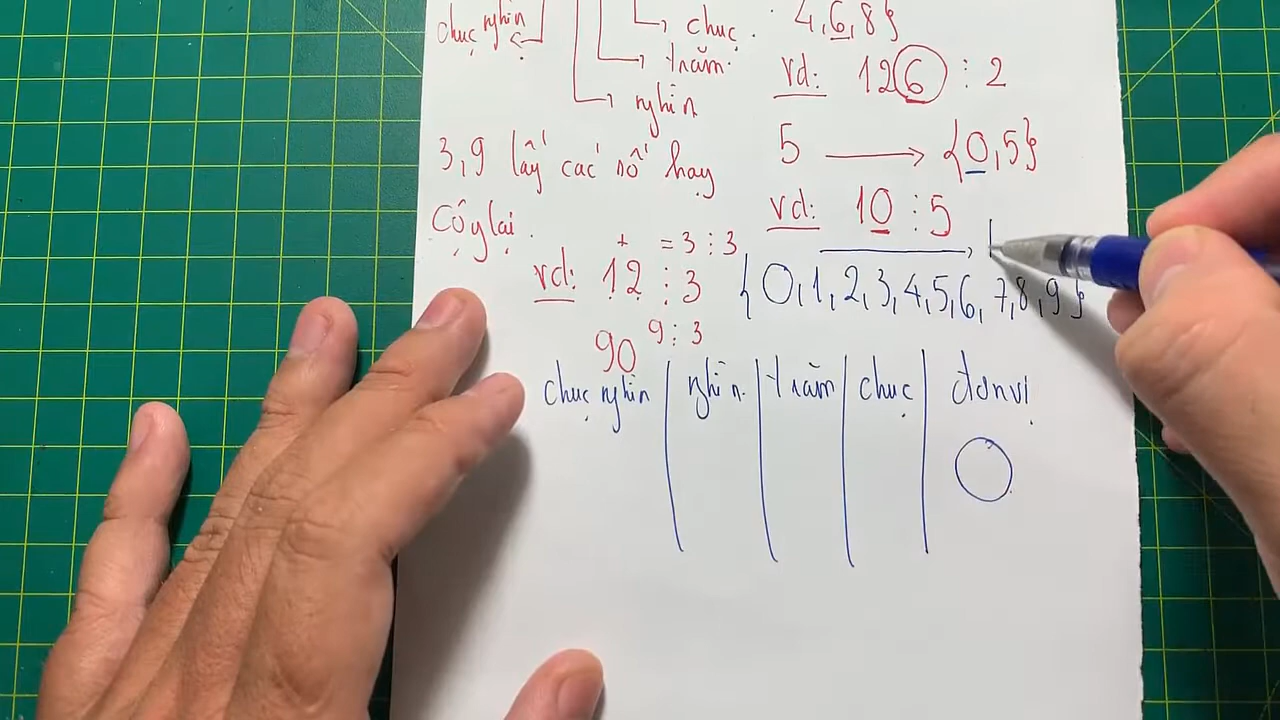 chục nghìn
chục
trăm
nghìn
4,6,8}
vd: 126 : 2
5 → {0,5}
vd: 10 : 5
3,9 lấy các số hay
Cộng lại.
+ = 3 : 3
vd: 12 : 3
90 9 : 3
{0,1,2,3,4,5,6,7,8,9}
chục nghìn | nghìn | trăm | chục | đơn vị